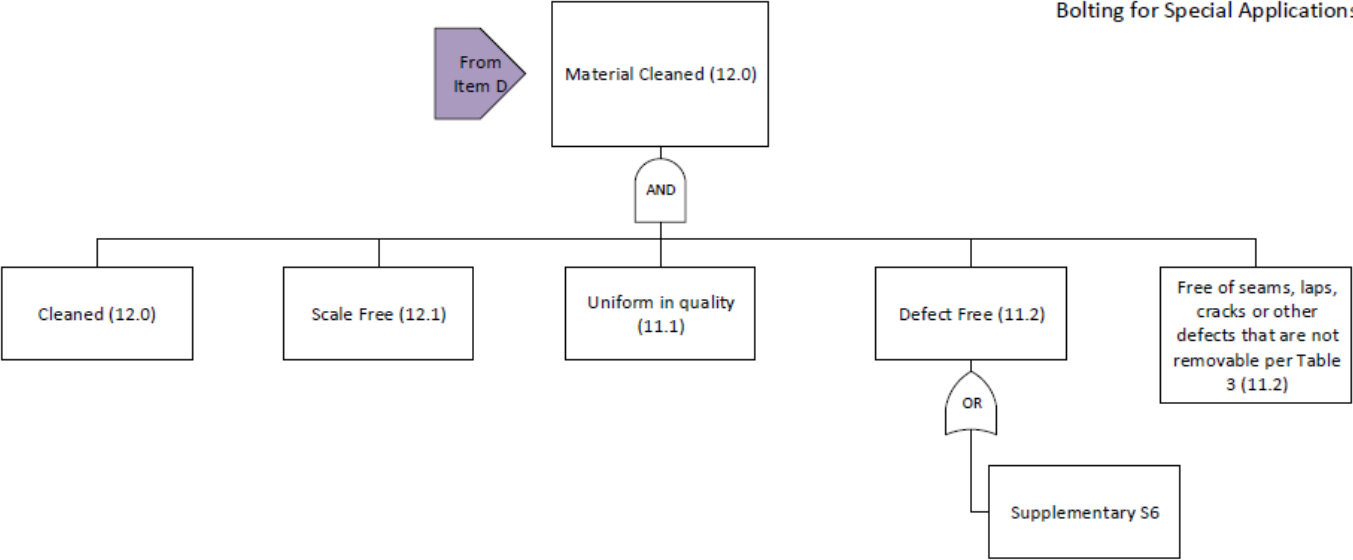 Bolting for Special Applications
From
Item D
Material Cleaned (12.0)
AND
Cleaned (12.0)
Scale Free (12.1)
Uniform in quality
(11.1)
Defect Free (11.2)
Free of seams, laps,
cracks or other
defects that are not
removable per Table
3 (11.2)
OR
Supplementary S6